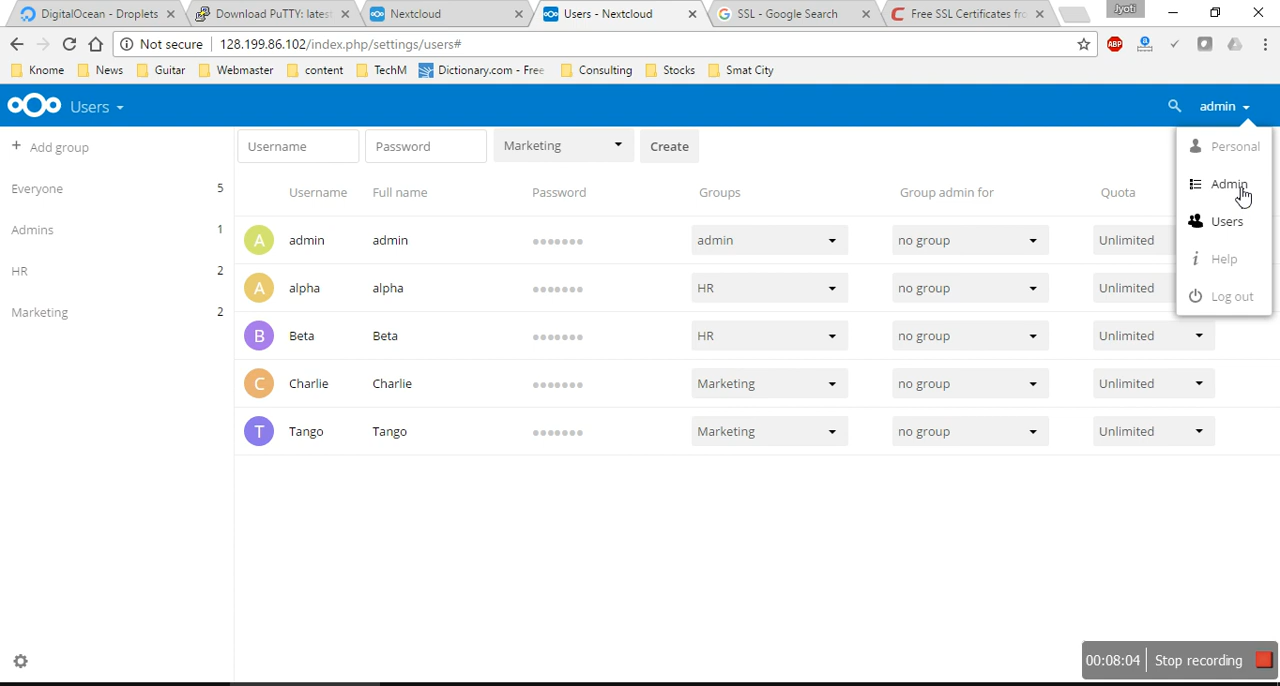 DigitalOcean - Droplets
Download PuTTY: latest
Nextcloud
Users - Nextcloud
SSL - Google Search
Free SSL Certificates fro
Jyoti
Not secure 128.199.86.102/index.php/settings/users#
ABP
Knome News Guitar Webmaster content TechM Dictionary.com - Free Consulting Stocks Smat City
Users admin
+ Add group
Everyone 5
Admins 1
HR 2
Marketing 2
Username Password Marketing Create
Username Full name Password Groups Group admin for Quota
A admin admin ●●●●●●● admin no group Unlimited
A alpha alpha ●●●●●●● HR no group Unlimited
B Beta Beta ●●●●●●● HR no group Unlimited
C Charlie Charlie ●●●●●●● Marketing no group Unlimited
T Tango Tango ●●●●●●● Marketing no group Unlimited
Personal
Admin
Users
Help
Log out
00:08:04 Stop recording